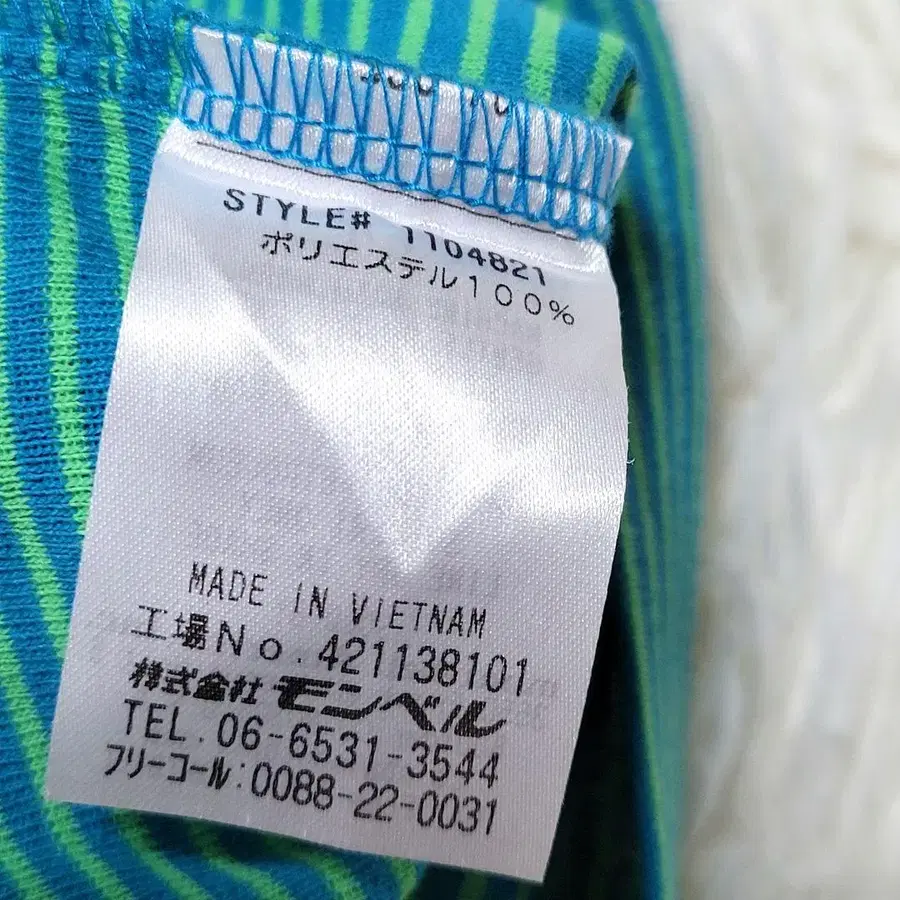 STYLE# 1104821
ポリエステル100%
MADE IN VIETNAM
工場No.421138101
株式会社モンベル
TEL.06-6531-3544
フリーコール:0088-22-0031